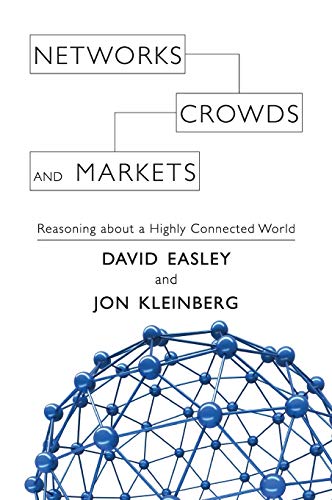 NETWORKS
CROWDS
AND MARKETS
Reasoning about a Highly Connected World
DAVID EASLEY
and
JON KLEINBERG